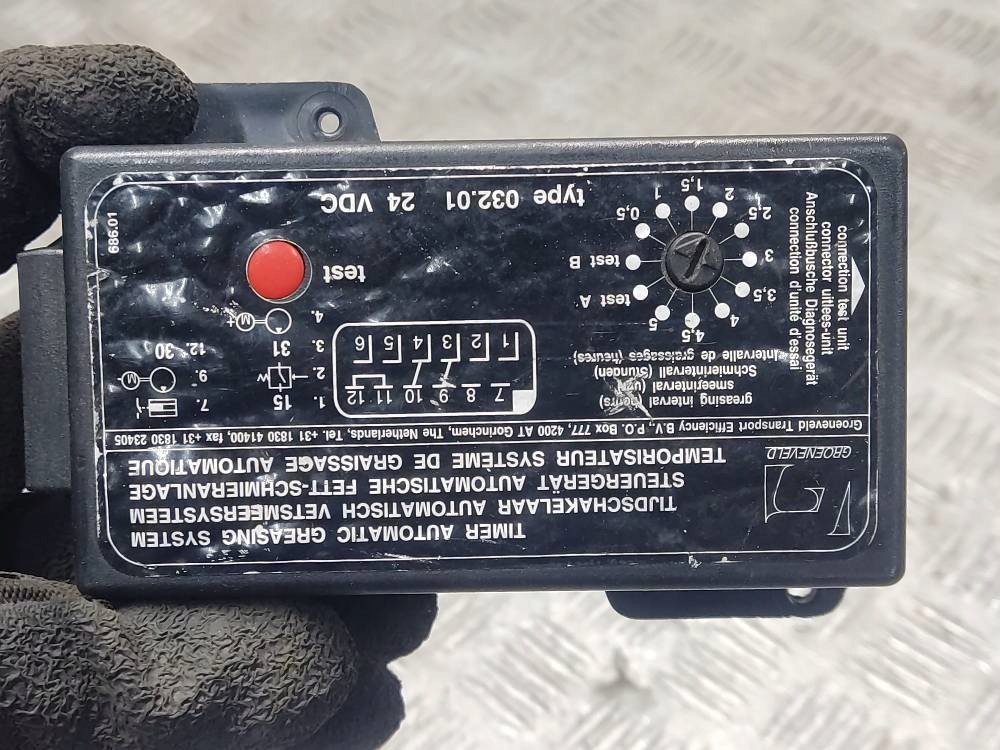 TIMER AUTOMATIC GREASING SYSTEM
TIJDSCHAKELAAR AUTOMATISCH VETSMEERSYSTEEM
STEUERGERÄT AUTOMATISCHE FETT-SCHMIERANLAGE
TEMPORISATEUR SYSTÈME DE GRAISSAGE AUTOMATIQUE
GROENEVELD
Groeneveld Transport Efficiency B.V., P.O. Box 777, 4200 AT Gorinchem, The Netherlands, Tel. +31 1830 41400, fax +31 1830 23405
greasing interval (hours)
smeerinterval (uren)
Schmierintervall (Stunden)
intervalle de graissages (heures)
7 8 9 10 11 12
1 2 3 4 5 6
1. 15
2. W
3. 31
4. M+
7.
9. M
12. 30
test A
test B
0,5
1
1,5
2
2,5
3
3,5
4
4,5
5
test
type 032.01 24 VDC
connection test unit
connector uitlees-unit
Anschlußbusche Diagnosegerät
connection d'unité d'essai
686.01